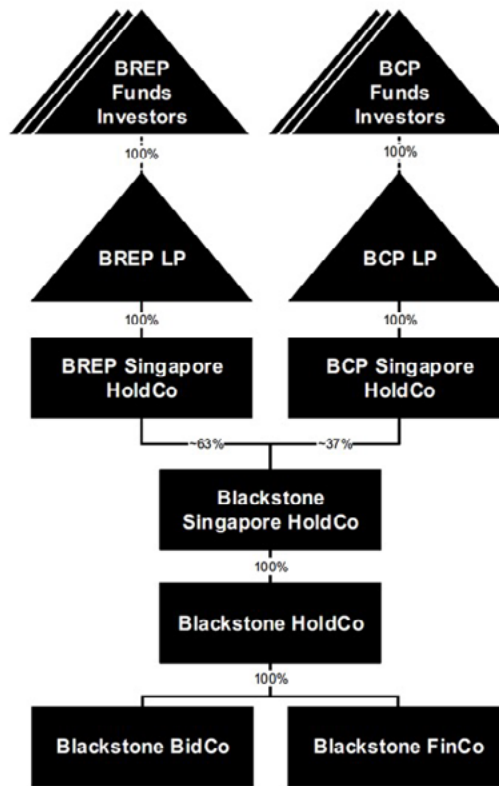 BREP
Funds
Investors
BCP
Funds
Investors
100%
100%
BREP LP
BCP LP
100%
100%
BREP Singapore
HoldCo
BCP Singapore
HoldCo
~63%
~37%
Blackstone
Singapore HoldCo
100%
Blackstone HoldCo
100%
Blackstone BidCo
Blackstone FinCo